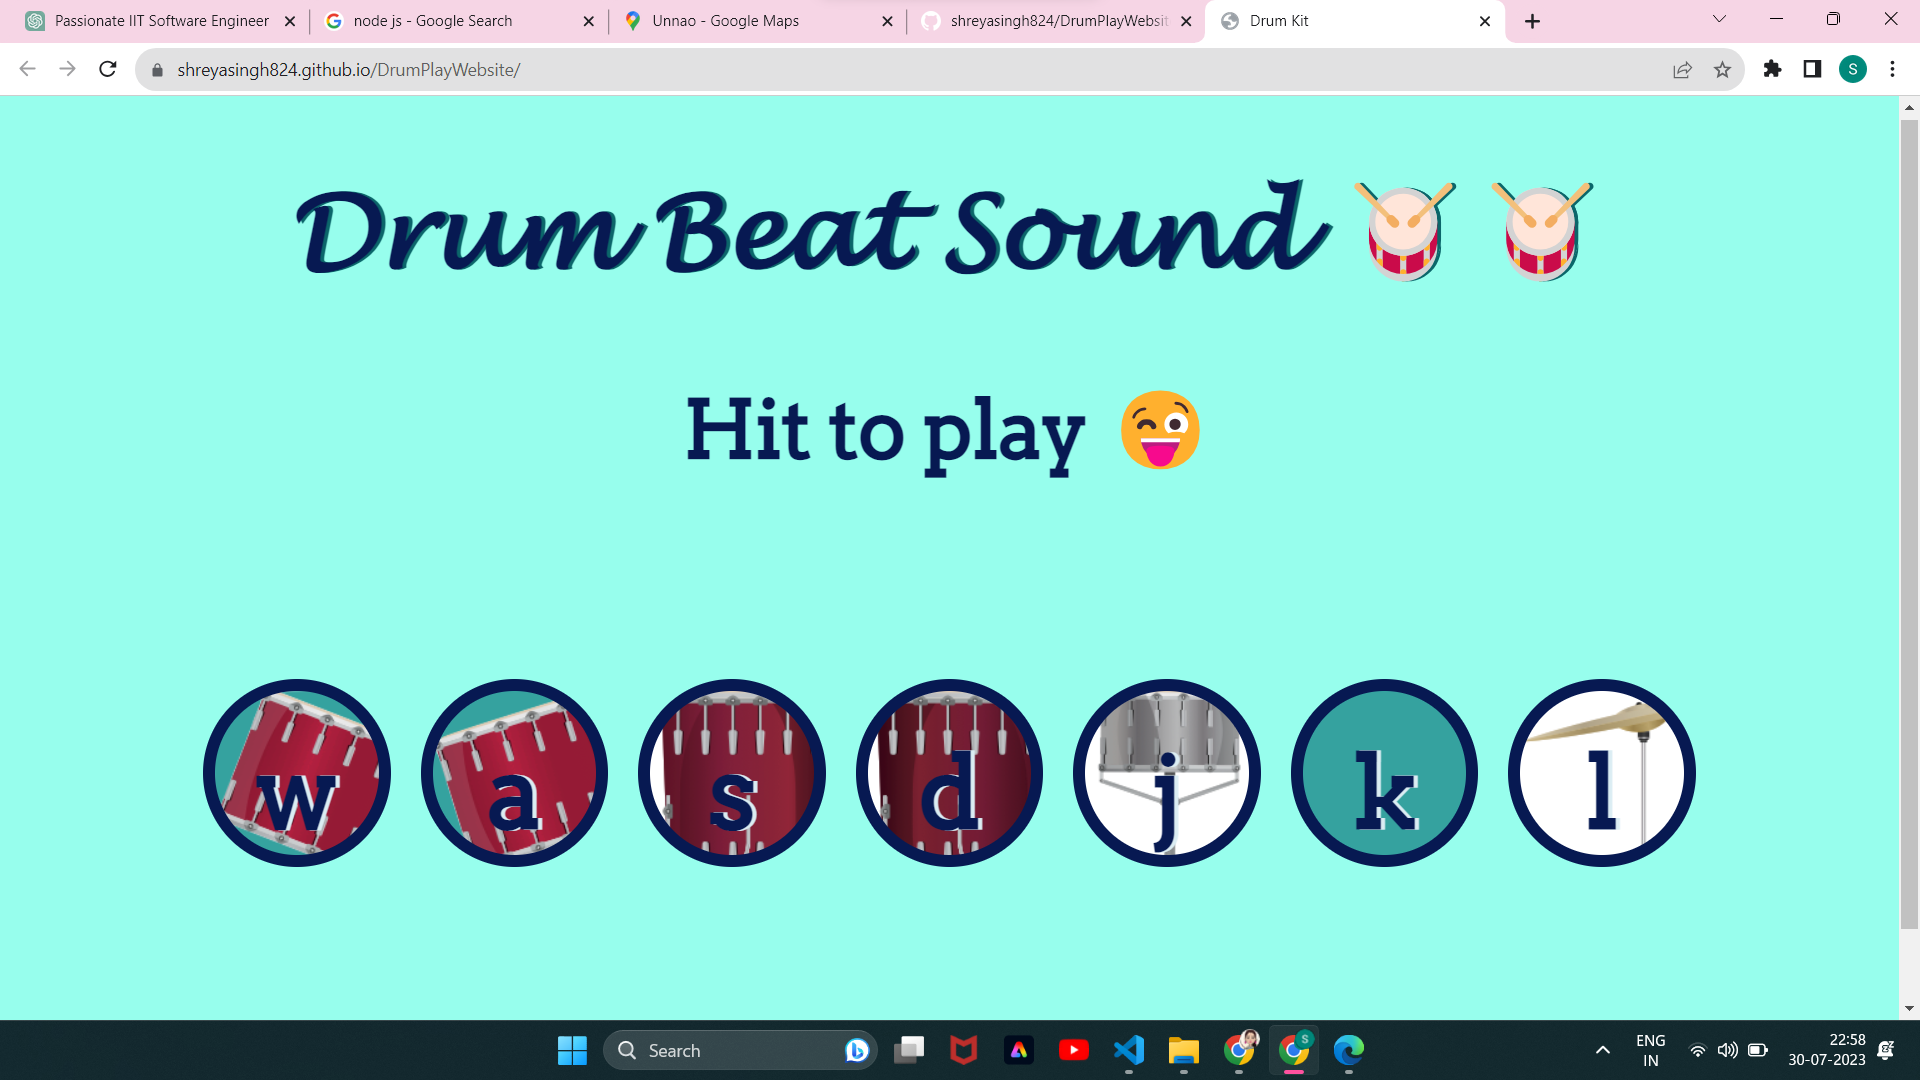 Passionate IIT Software Engineer
node js - Google Search
Unnao - Google Maps
shreyasingh824/DrumPlayWebsit
Drum Kit
shreyasingh824.github.io/DrumPlayWebsite/
S
Drum Beat Sound 🥁 🥁
Hit to play 😜
w a s d j k l
Search
S
ENG
IN
22:58
30-07-2023